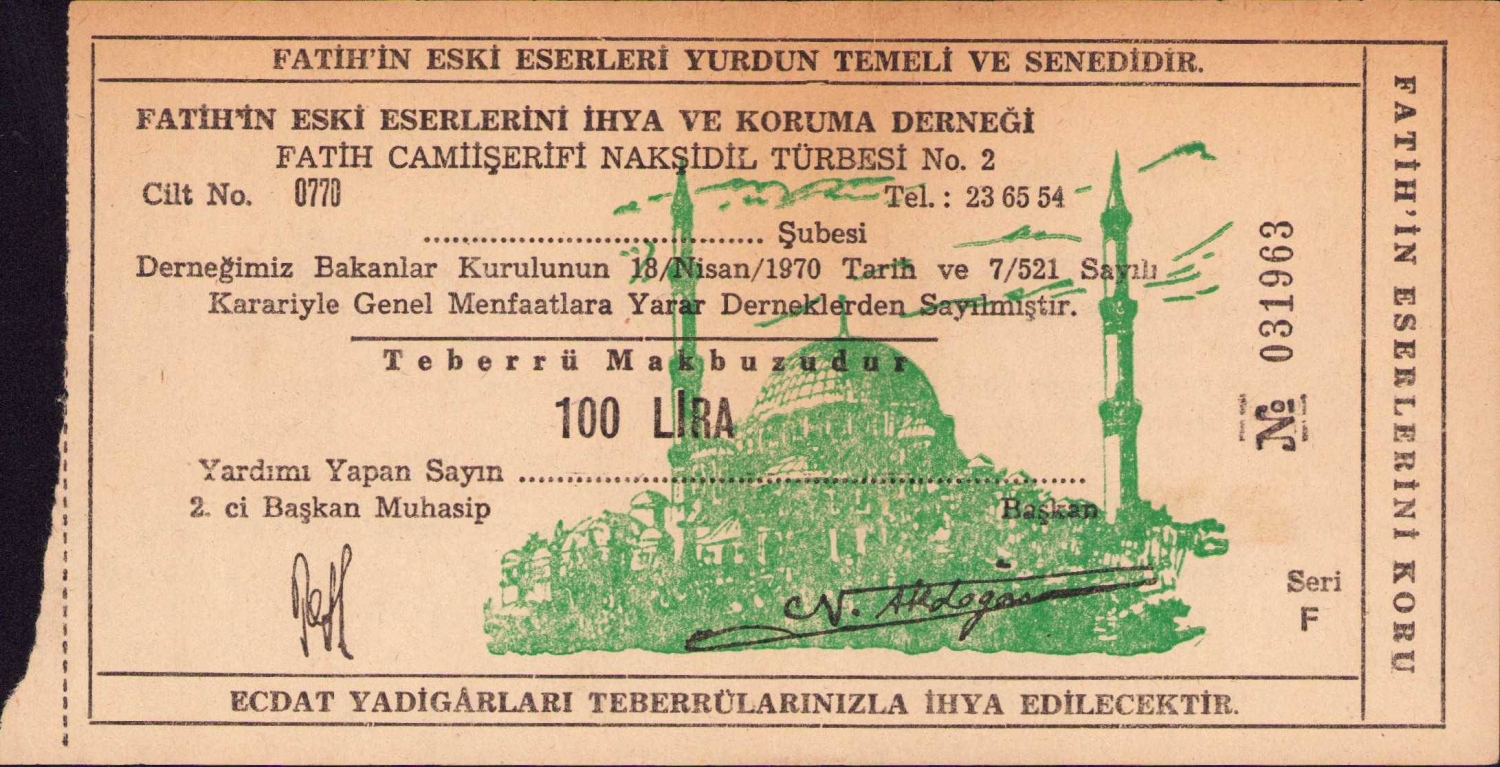 FATİH'İN ESKİ ESERLERİ YURDUN TEMELİ VE SENEDİDİR.
FATİH'İN ESKİ ESERLERİNİ İHYA VE KORUMA DERNEĞİ
FATİH CAMİİŞERİFİ NAKŞİDİL TÜRBESİ No. 2
Cilt No. 0770 Tel. : 23 65 54
Şubesi
Derneğimiz Bakanlar Kurulunun 18/Nisan/1970 Tarih ve 7/521 Sayılı
Karariyle Genel Menfaatlara Yarar Derneklerden Sayılmıştır.
Teberrü Makbuzudur
100 LİRA
Yardımı Yapan Sayın
2. ci Başkan Muhasip Başkan
N. Akdoğan
ECDAT YADİGÂRLARI TEBERRÜLARINIZLA İHYA EDİLECEKTİR.
№ 031963
Seri
F
FATİH'İN ESERLERİNİ KORU